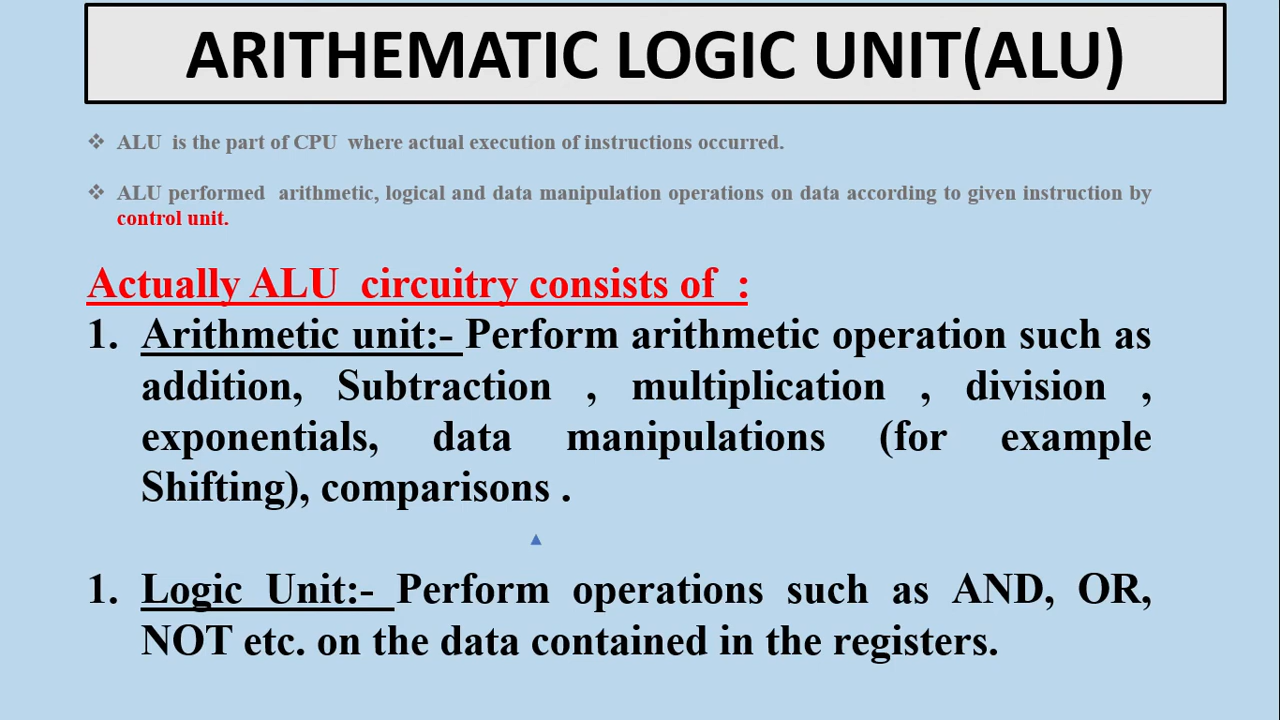 ARITHEMATIC LOGIC UNIT(ALU)
❖ ALU is the part of CPU where actual execution of instructions occurred.
❖ ALU performed arithmetic, logical and data manipulation operations on data according to given instruction by
control unit.
Actually ALU circuitry consists of :
1. Arithmetic unit:- Perform arithmetic operation such as
addition, Subtraction , multiplication , division ,
exponentials, data manipulations (for example
Shifting), comparisons .
1. Logic Unit:- Perform operations such as AND, OR,
NOT etc. on the data contained in the registers.